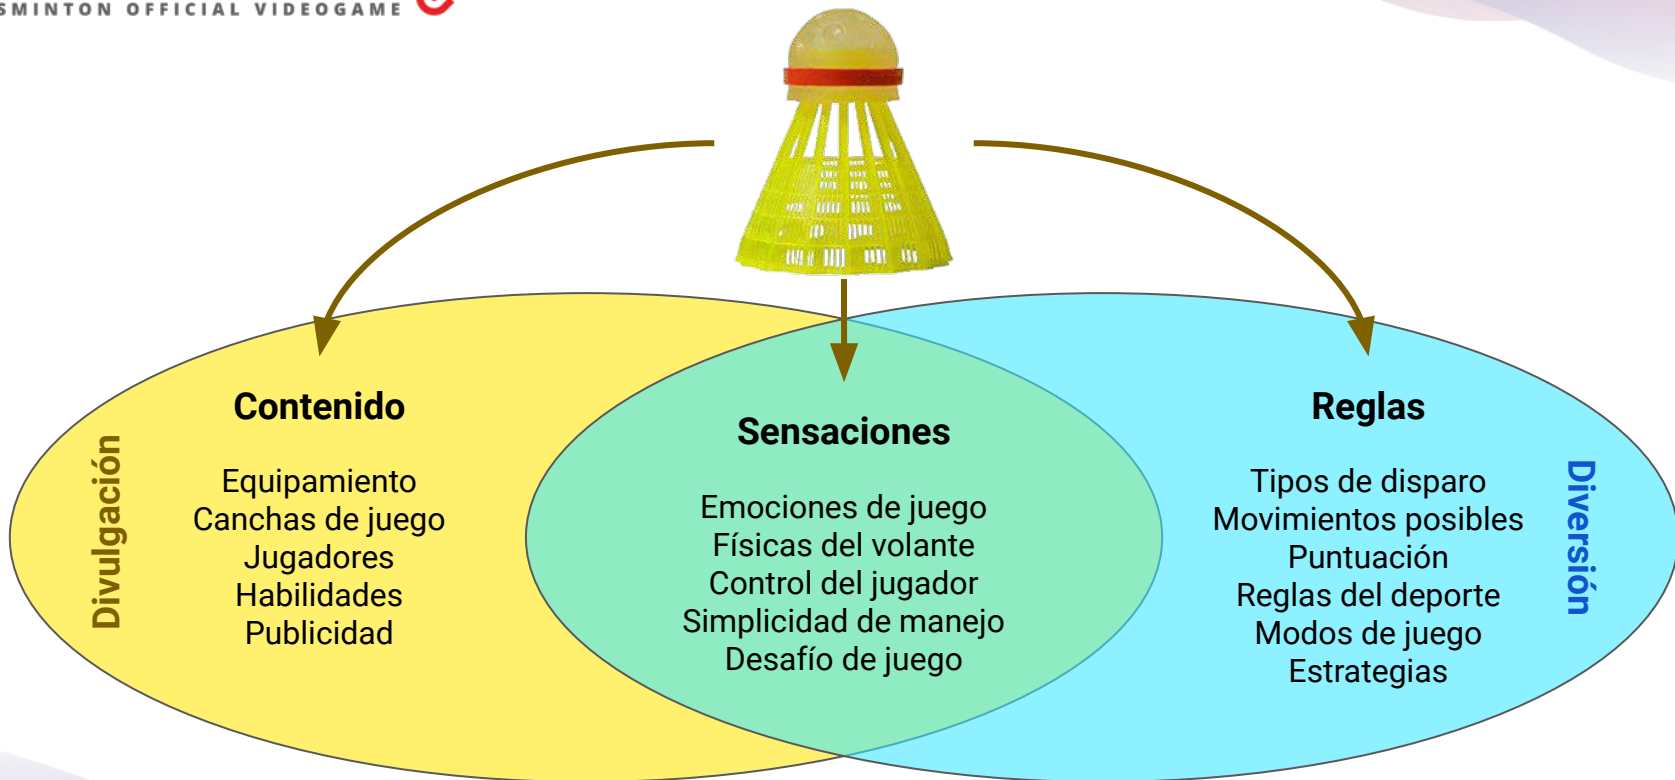 SMINTON OFFICIAL VIDEOGAME
Divulgación
Contenido
Equipamiento
Canchas de juego
Jugadores
Habilidades
Publicidad
Sensaciones
Emociones de juego
Físicas del volante
Control del jugador
Simplicidad de manejo
Desafío de juego
Reglas
Tipos de disparo
Movimientos posibles
Puntuación
Reglas del deporte
Modos de juego
Estrategias
Diversión